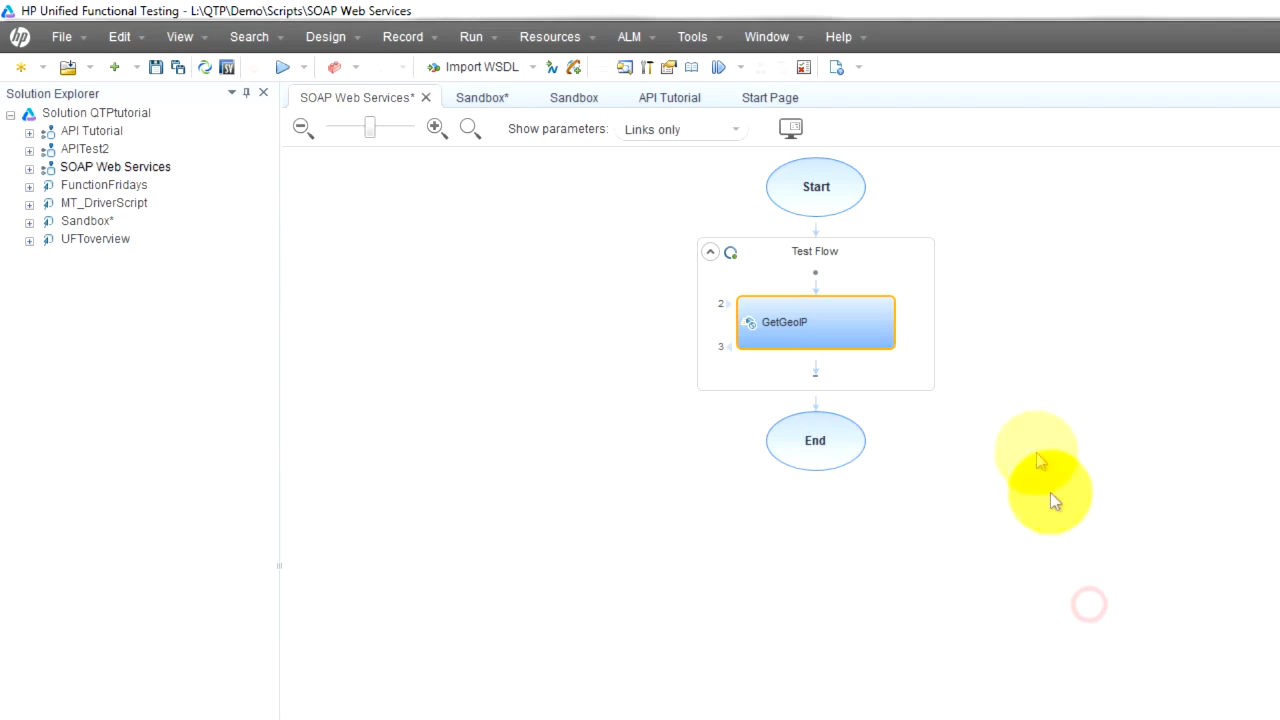 HP Unified Functional Testing - L:\QTP\Demo\Scripts\SOAP Web Services
hp File Edit View Search Design Record Run Resources ALM Tools Window Help
Import WSDL
Solution Explorer
SOAP Web Services* Sandbox* Sandbox API Tutorial Start Page
Solution QTPtutorial
API Tutorial
APITest2
SOAP Web Services
FunctionFridays
MT_DriverScript
Sandbox*
UFToverview
Show parameters: Links only
Start
Test Flow
2
GetGeoIP
3
End